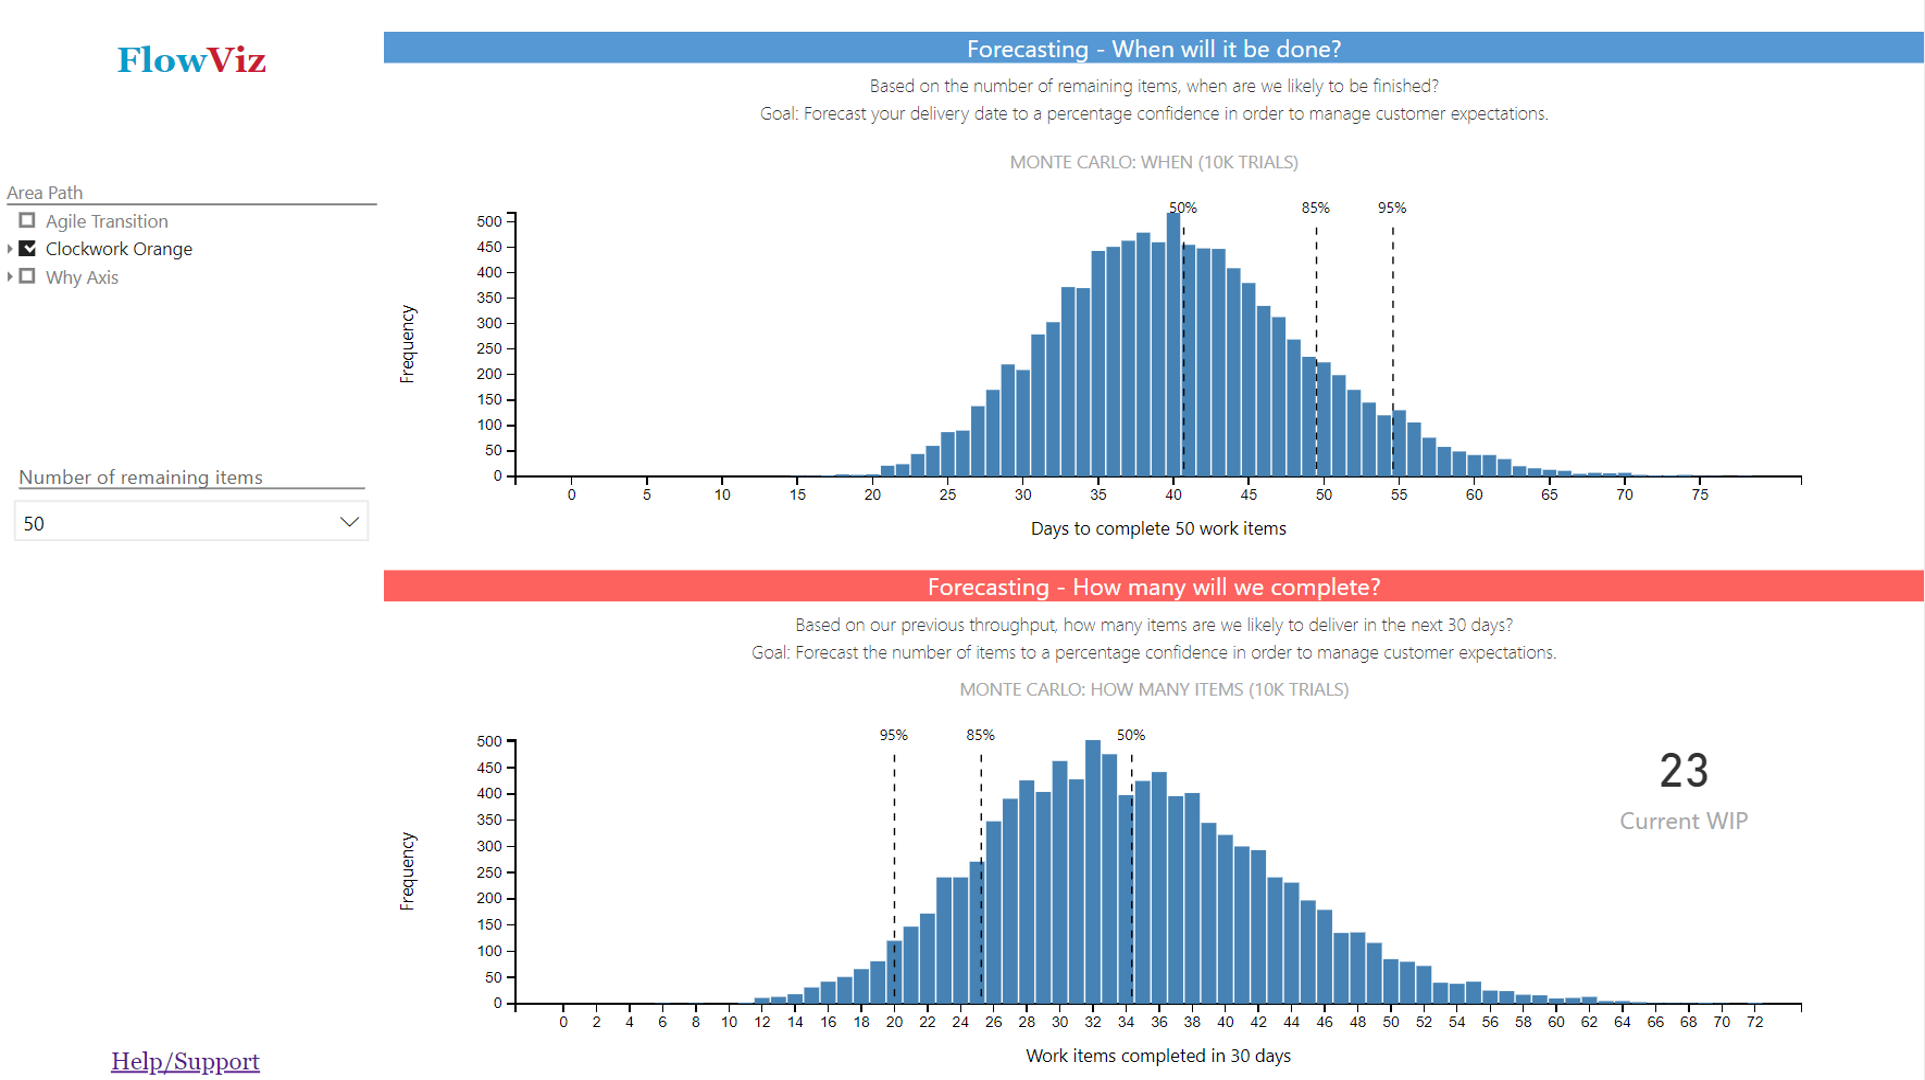 FlowViz
Area Path
Agile Transition
Clockwork Orange
Why Axis
Number of remaining items
50
Help/Support
Forecasting - When will it be done?
Based on the number of remaining items, when are we likely to be finished?
Goal: Forecast your delivery date to a percentage confidence in order to manage customer expectations.
MONTE CARLO: WHEN (10K TRIALS)
50% 85% 95%
500
450
400
350
300
250
200
150
100
50
0
Frequency
0 5 10 15 20 25 30 35 40 45 50 55 60 65 70 75
Days to complete 50 work items
Forecasting - How many will we complete?
Based on our previous throughput, how many items are we likely to deliver in the next 30 days?
Goal: Forecast the number of items to a percentage confidence in order to manage customer expectations.
MONTE CARLO: HOW MANY ITEMS (10K TRIALS)
95% 85% 50%
500
450
400
350
300
250
200
150
100
50
0
Frequency
0 2 4 6 8 10 12 14 16 18 20 22 24 26 28 30 32 34 36 38 40 42 44 46 48 50 52 54 56 58 60 62 64 66 68 70 72
Work items completed in 30 days
23
Current WIP